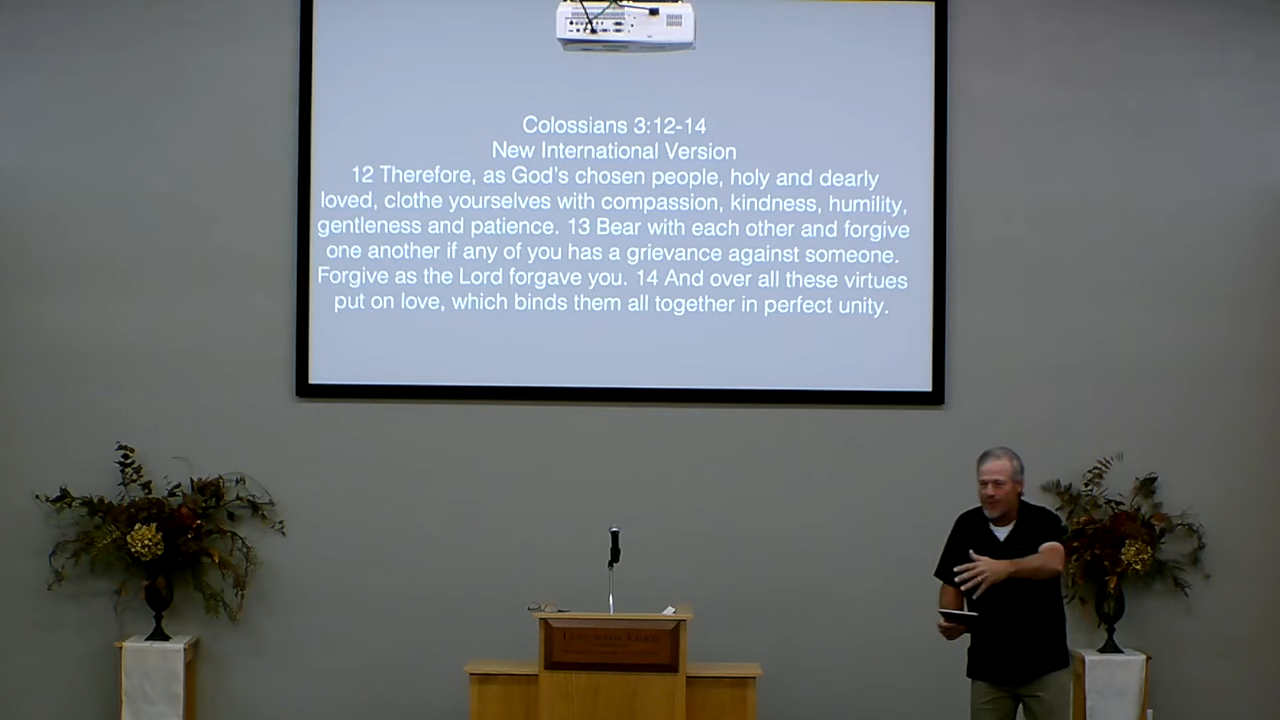 Colossians 3:12-14
New International Version
12 Therefore, as God's chosen people, holy and dearly
loved, clothe yourselves with compassion, kindness, humility,
gentleness and patience. 13 Bear with each other and forgive
one another if any of you has a grievance against someone.
Forgive as the Lord forgave you. 14 And over all these virtues
put on love, which binds them all together in perfect unity.